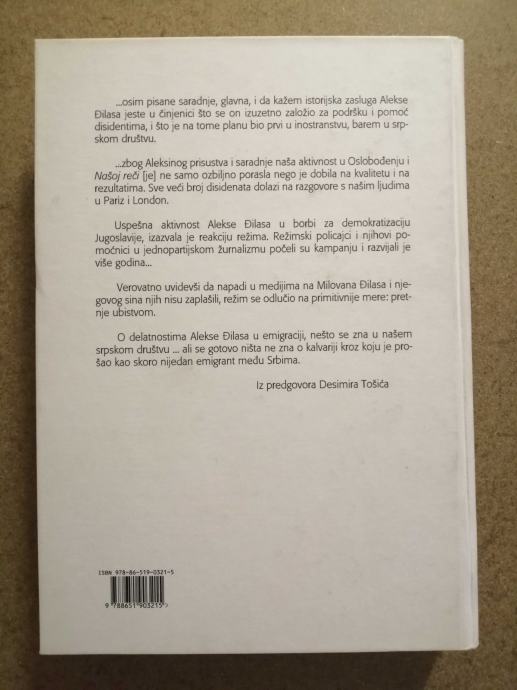 ...osim pisane saradnje, glavna, i da kažem istorijska zasluga Alekse
Đilasa jeste u činjenici što se on izuzetno založio za podršku i pomoć
disidentima, i što je na tome planu bio prvi u inostranstvu, barem u srp-
skom društvu.
...zbog Aleksinog prisustva i saradnje naša aktivnost u Oslobođenju i
Našoj reči [je] ne samo ozbiljno porasla nego je dobila na kvalitetu i na
rezultatima. Sve veći broj disidenata dolazi na razgovore s našim ljudima
u Pariz i London.
Uspešna aktivnost Alekse Đilasa u borbi za demokratizaciju
Jugoslavije, izazvala je reakciju režima. Režimski policajci i njihovi po-
moćnici u jednopartijskom žurnalizmu počeli su kampanju i razvijali je
više godina...
Verovatno uvidevši da napadi u medijima na Milovana Đilasa i nje-
govog sina njih nisu zaplašili, režim se odlučio na primitivnije mere: pret-
nje ubistvom.
O delatnostima Alekse Đilasa u emigraciji, nešto se zna u našem
srpskom društvu ... ali se gotovo ništa ne zna o kalvariji kroz koju je pro-
šao kao skoro nijedan emigrant među Srbima.
Iz predgovora Desimira Tošića
ISBN 978-86-519-0321-5
9 788651 903215 >